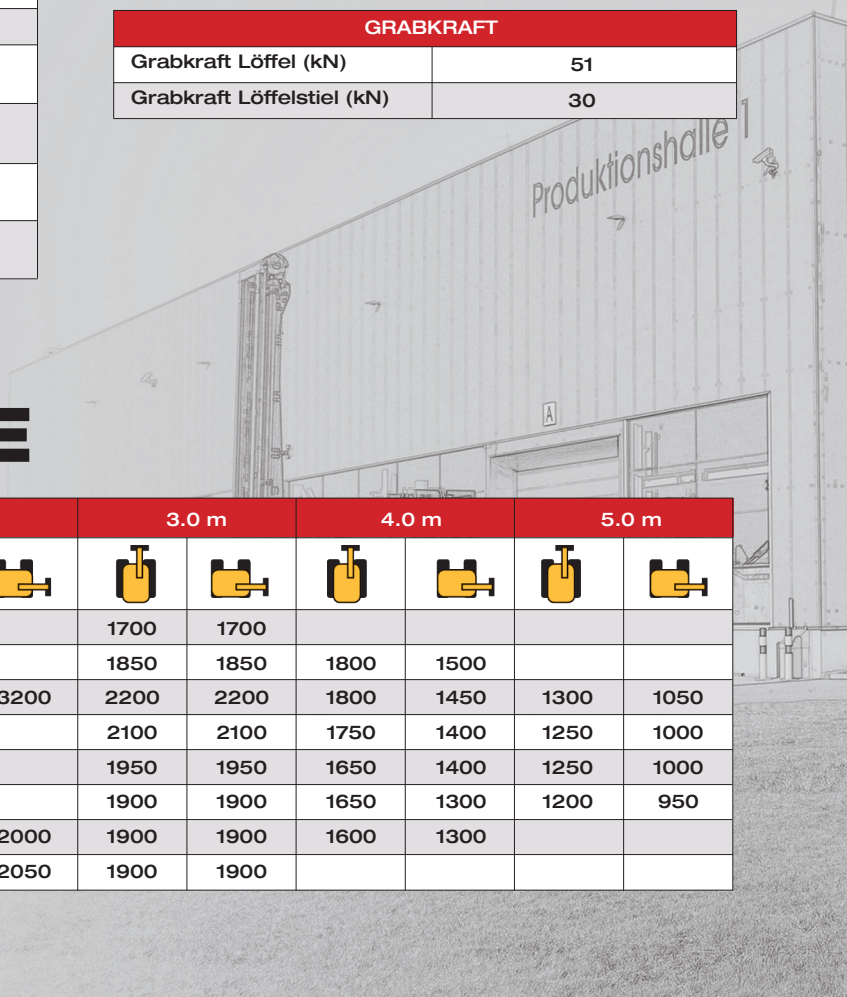 GRABKRAFT
Grabkraft Löffel (kN) 51
Grabkraft Löffelstiel (kN) 30
Produktionshalle 1
A
E
3.0 m 4.0 m 5.0 m
1700 1700
1850 1850 1800 1500
3200 2200 2200 1800 1450 1300 1050
2100 2100 1750 1400 1250 1000
1950 1950 1650 1400 1250 1000
1900 1900 1650 1300 1200 950
2000 1900 1900 1600 1300
2050 1900 1900